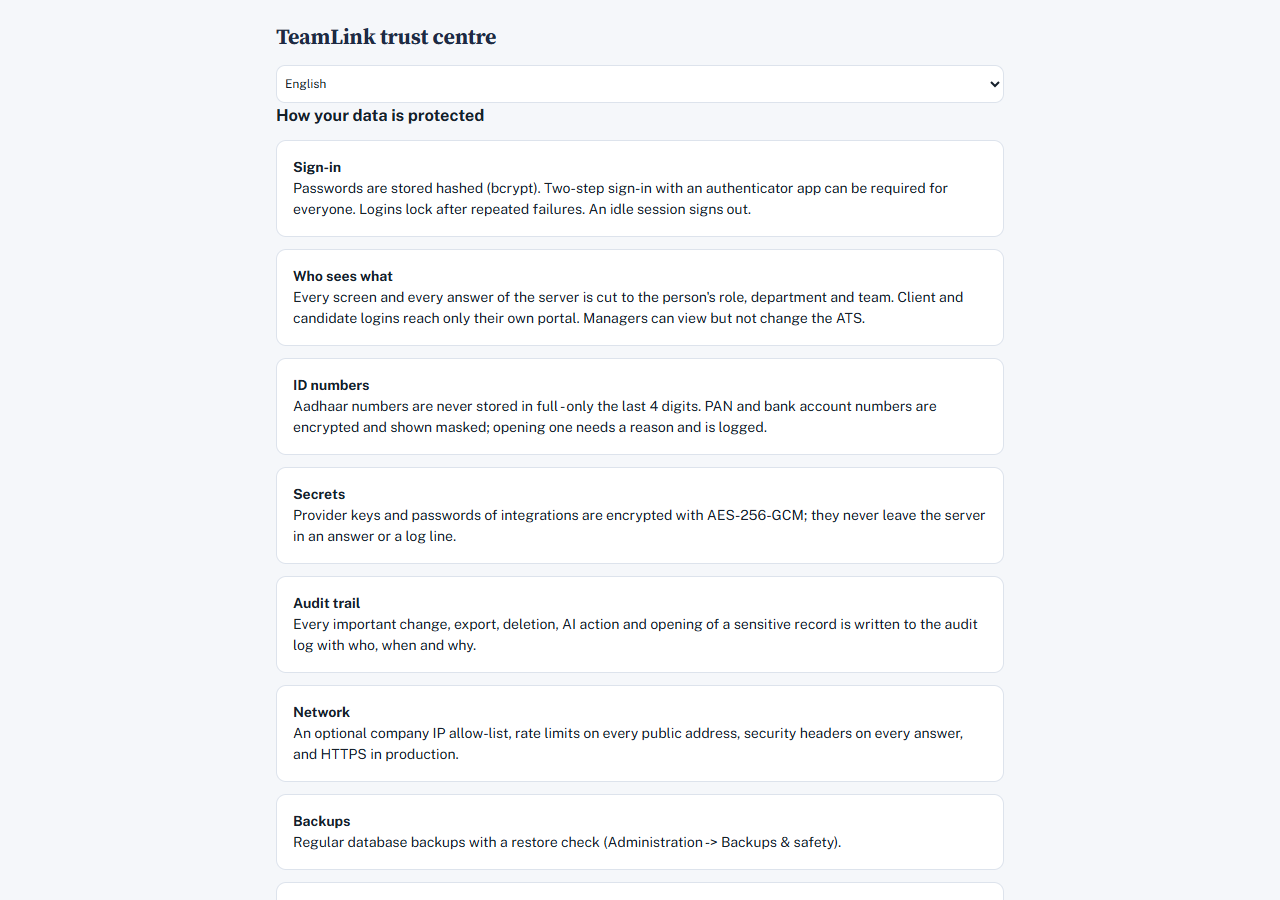 TeamLink trust centre
English
How your data is protected
Sign-in
Passwords are stored hashed (bcrypt). Two-step sign-in with an authenticator app can be required for
everyone. Logins lock after repeated failures. An idle session signs out.
Who sees what
Every screen and every answer of the server is cut to the person's role, department and team. Client and
candidate logins reach only their own portal. Managers can view but not change the ATS.
ID numbers
Aadhaar numbers are never stored in full - only the last 4 digits. PAN and bank account numbers are
encrypted and shown masked; opening one needs a reason and is logged.
Secrets
Provider keys and passwords of integrations are encrypted with AES-256-GCM; they never leave the server
in an answer or a log line.
Audit trail
Every important change, export, deletion, AI action and opening of a sensitive record is written to the audit
log with who, when and why.
Network
An optional company IP allow-list, rate limits on every public address, security headers on every answer,
and HTTPS in production.
Backups
Regular database backups with a restore check (Administration -> Backups & safety).